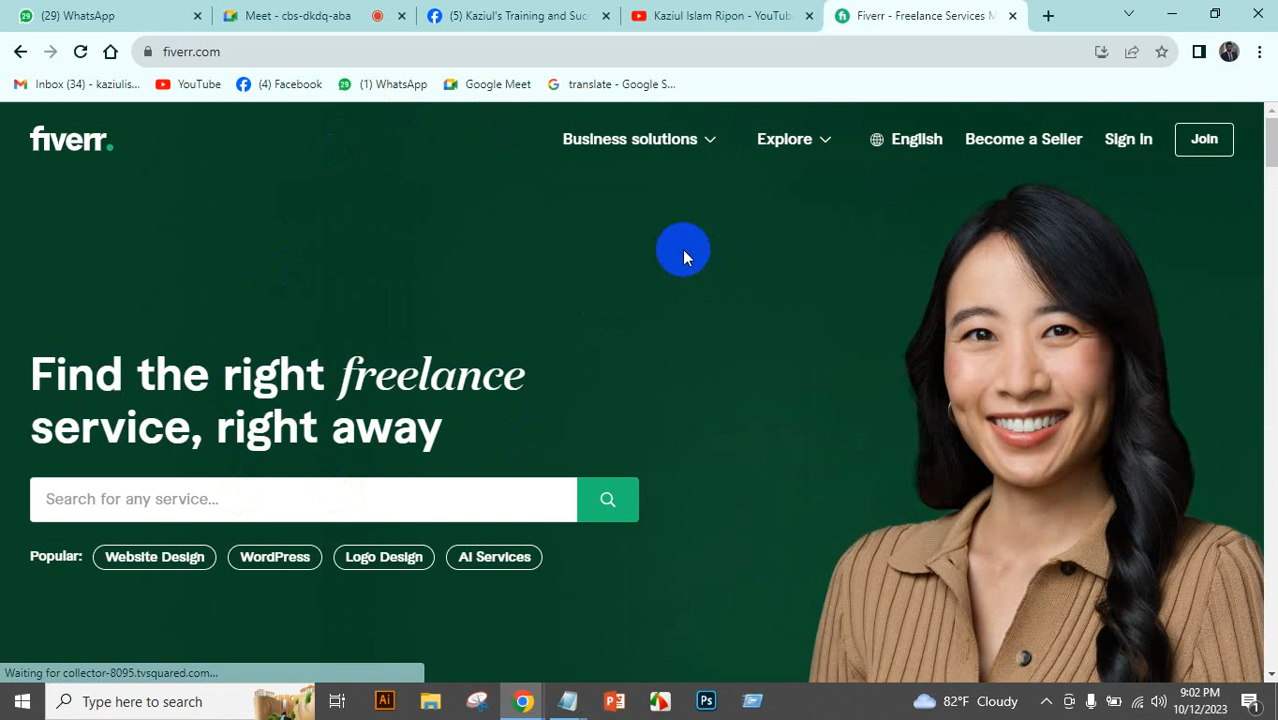 (29) WhatsApp
Meet - cbs-dkdq-aba
(5) Kaziul's Training and Suc
Kaziul Islam Ripon - YouTub
Fiverr - Freelance Services M
fiverr.com
Inbox (34) - kaziulis...
YouTube
(4) Facebook
29
(1) WhatsApp
Google Meet
translate - Google S...
fiverr.
Business solutions
Explore
English
Become a Seller
Sign in
Join
Find the right freelance
service, right away
Search for any service...
Popular:
Website Design
WordPress
Logo Design
AI Services
Waiting for collector-8095.tvsquared.com...
Type here to search
Ai
Ps
82°F Cloudy
9:02 PM
10/12/2023
1